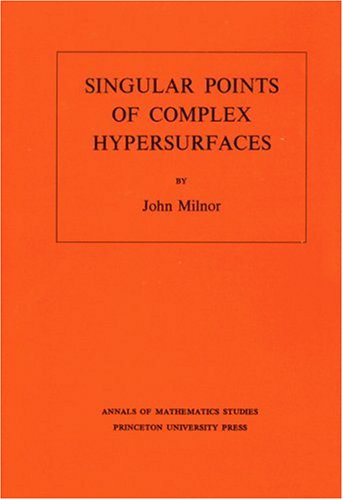 SINGULAR POINTS
OF COMPLEX
HYPERSURFACES
BY
John Milnor
ANNALS OF MATHEMATICS STUDIES
PRINCETON UNIVERSITY PRESS